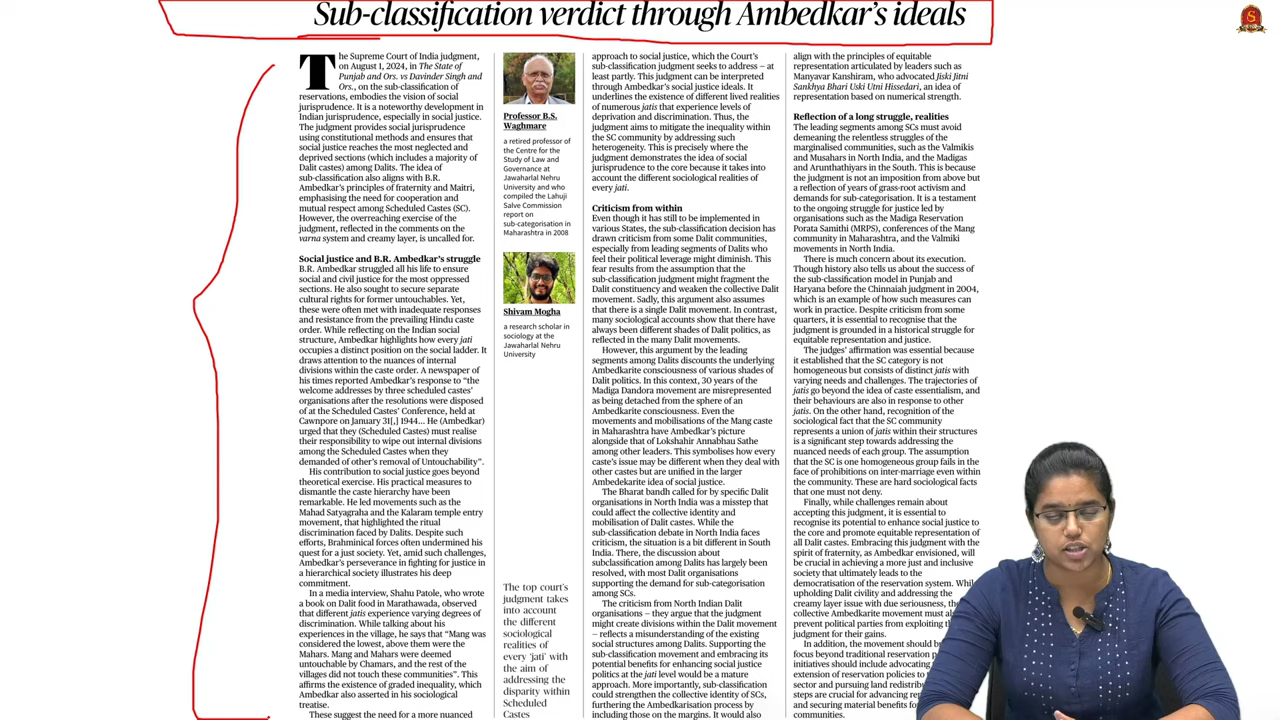 Sub-classification verdict through Ambedkar's ideals
The Supreme Court of India judgment,
on August 1, 2024, in The State of
Punjab and Ors. vs Davinder Singh and
Ors., on the sub-classification of
reservations, embodies the vision of social
jurisprudence. It is a noteworthy development in
Indian jurisprudence, especially in social justice.
The judgment provides social jurisprudence
using constitutional methods and ensures that
social justice reaches the most neglected and
deprived sections (which includes a majority of
Dalit castes) among Dalits. The idea of
sub-classification also aligns with B.R.
Ambedkar's principles of fraternity and Maitri,
emphasising the need for cooperation and
mutual respect among Scheduled Castes (SC).
However, the overreaching exercise of the
judgment, reflected in the comments on the
varna system and creamy layer, is uncalled for.
Social justice and B.R. Ambedkar's struggle
B.R. Ambedkar struggled all his life to ensure
social and civil justice for the most oppressed
sections. He also sought to secure separate
cultural rights for former untouchables. Yet,
these were often met with inadequate responses
and resistance from the prevailing Hindu caste
order. While reflecting on the Indian social
structure, Ambedkar highlights how every jati
occupies a distinct position on the social ladder. It
draws attention to the nuances of internal
divisions within the caste order. A newspaper of
his times reported Ambedkar's response to "the
welcome addresses by three scheduled castes'
organisations after the resolutions were disposed
of at the Scheduled Castes' Conference, held at
Cawnpore on January 31[,] 1944... He (Ambedkar)
urged that they (Scheduled Castes) must realise
their responsibility to wipe out internal divisions
among the Scheduled Castes when they
demanded of other's removal of Untouchability".
His contribution to social justice goes beyond
theoretical exercise. His practical measures to
dismantle the caste hierarchy have been
remarkable. He led movements such as the
Mahad Satyagraha and the Kalaram temple entry
movement, that highlighted the ritual
discrimination faced by Dalits. Despite such
efforts, Brahminical forces often undermined his
quest for a just society. Yet, amid such challenges,
Ambedkar's perseverance in fighting for justice in
a hierarchical society illustrates his deep
commitment.
In a media interview, Shahu Patole, who wrote
a book on Dalit food in Marathawada, observed
that different jatis experience varying degrees of
discrimination. While talking about his
experiences in the village, he says that "Mang was
considered the lowest, above them were the
Mahars. Mang and Mahars were deemed
untouchable by Chamars, and the rest of the
villages did not touch these communities". This
affirms the existence of graded inequality, which
Ambedkar also asserted in his sociological
treatise.
These suggest the need for a more nuanced
Professor B.S.
Waghmare
a retired professor of
the Centre for the
Study of Law and
Governance at
Jawaharlal Nehru
University and who
compiled the Lahuji
Salve Commission
report on
sub-categorisation in
Maharashtra in 2008
Shivam Mogha
a research scholar in
sociology at the
Jawaharlal Nehru
University
The top court's
judgment takes
into account
the different
sociological
realities of
every 'jati' with
the aim of
addressing the
disparity within
Scheduled
Castes
approach to social justice, which the Court's
sub-classification judgment seeks to address – at
least partly. This judgment can be interpreted
through Ambedkar's social justice ideals. It
underlines the existence of different lived realities
of numerous jatis that experience levels of
deprivation and discrimination. Thus, the
judgment aims to mitigate the inequality within
the SC community by addressing such
heterogeneity. This is precisely where the
judgment demonstrates the idea of social
jurisprudence to the core because it takes into
account the different sociological realities of
every jati.
Criticism from within
Even though it has still to be implemented in
various States, the sub-classification decision has
drawn criticism from some Dalit communities,
especially from leading segments of Dalits who
feel their political leverage might diminish. This
fear results from the assumption that the
sub-classification judgment might fragment the
Dalit constituency and weaken the collective Dalit
movement. Sadly, this argument also assumes
that there is a single Dalit movement. In contrast,
many sociological accounts show that there have
always been different shades of Dalit politics, as
reflected in the many Dalit movements.
However, this argument by the leading
segments among Dalits discounts the underlying
Ambedkarite consciousness of various shades of
Dalit politics. In this context, 30 years of the
Madiga Dandora movement are misrepresented
as being detached from the sphere of an
Ambedkarite consciousness. Even the
movements and mobilisations of the Mang caste
in Maharashtra have Ambedkar's picture
alongside that of Lokshahir Annabhau Sathe
among other leaders. This symbolises how every
caste's issue may be different when they deal with
other castes but are unified in the larger
Ambedekarite idea of social justice.
The Bharat bandh called for by specific Dalit
organisations in North India was a misstep that
could affect the collective identity and
mobilisation of Dalit castes. While the
sub-classification debate in North India faces
criticism, the situation is a bit different in South
India. There, the discussion about
subclassification among Dalits has largely been
resolved, with most Dalit organisations
supporting the demand for sub-categorisation
among SCs.
The criticism from North Indian Dalit
organisations – they argue that the judgment
might create divisions within the Dalit movement
– reflects a misunderstanding of the existing
social structures among Dalits. Supporting the
sub-classification movement and embracing its
potential benefits for enhancing social justice
politics at the jati level would be a mature
approach. More importantly, sub-classification
could strengthen the collective identity of SCs,
furthering the Ambedkarisation process by
including those on the margins. It would also
align with the principles of equitable
representation articulated by leaders such as
Manyavar Kanshiram, who advocated Jiski Jitni
Sankhya Bhari Uski Utni Hissedari, an idea of
representation based on numerical strength.
Reflection of a long struggle, realities
The leading segments among SCs must avoid
demeaning the relentless struggles of the
marginalised communities, such as the Valmikis
and Musahars in North India, and the Madigas
and Arunthathiyars in the South. This is because
the judgment is not an imposition from above but
a reflection of years of grass-root activism and
demands for sub-categorisation. It is a testament
to the ongoing struggle for justice led by
organisations such as the Madiga Reservation
Porata Samithi (MRPS), conferences of the Mang
community in Maharashtra, and the Valmiki
movements in North India.
There is much concern about its execution.
Though history also tells us about the success of
the sub-classification model in Punjab and
Haryana before the Chinnaiah judgment in 2004,
which is an example of how such measures can
work in practice. Despite criticism from some
quarters, it is essential to recognise that the
judgment is grounded in a historical struggle for
equitable representation and justice.
The judges' affirmation was essential because
it established that the SC category is not
homogeneous but consists of distinct jatis with
varying needs and challenges. The trajectories of
jatis go beyond the idea of caste essentialism, and
their behaviours are also in response to other
jatis. On the other hand, recognition of the
sociological fact that the SC community
represents a union of jatis within their structures
is a significant step towards addressing the
nuanced needs of each group. The assumption
that the SC is one homogeneous group fails in the
face of prohibitions on inter-marriage even within
the community. These are hard sociological facts
that one must not deny.
Finally, while challenges remain about
accepting this judgment, it is essential to
recognise its potential to enhance social justice to
the core and promote equitable representation of
all Dalit castes. Embracing this judgment with the
spirit of fraternity, as Ambedkar envisioned, will
be crucial in achieving a more just and inclusive
society that ultimately leads to the
democratisation of the reservation system. Whil
upholding Dalit civility and addressing the
creamy layer issue with due seriousness, the
collective Ambedkarite movement must al
prevent political parties from exploiting th
judgment for their gains.
In addition, the movement should b
focus beyond traditional reservation p
initiatives should include advocating
extension of reservation policies to
sector and pursuing land redistrib
steps are crucial for advancing re
and securing material benefits fo
communities.